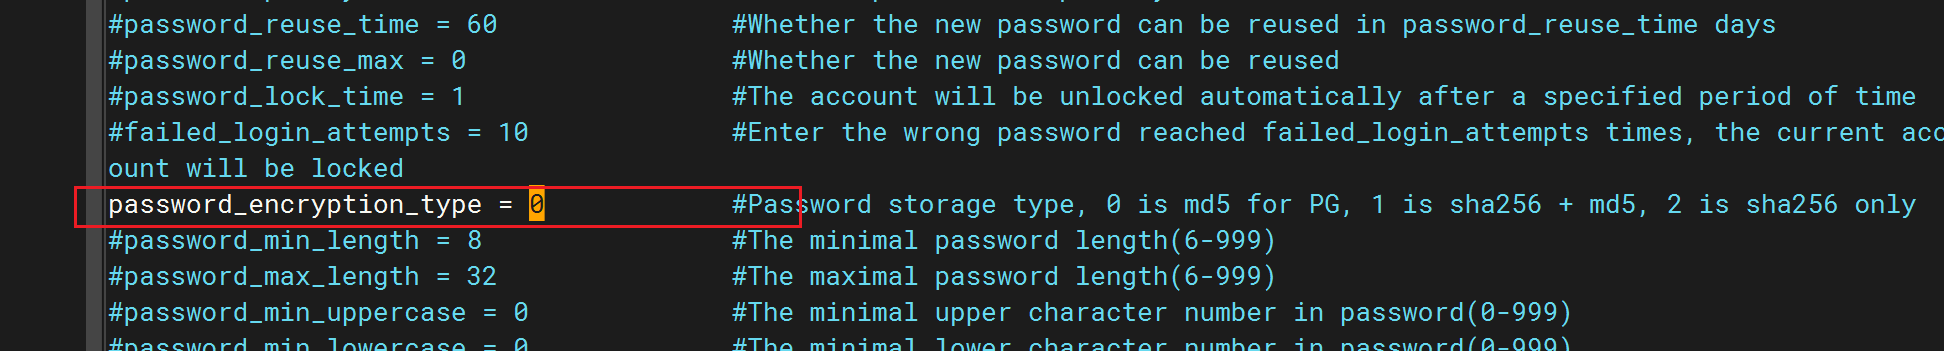 #password_reuse_time = 60 #Whether the new password can be reused in password_reuse_time days
#password_reuse_max = 0 #Whether the new password can be reused
#password_lock_time = 1 #The account will be unlocked automatically after a specified period of time
#failed_login_attempts = 10 #Enter the wrong password reached failed_login_attempts times, the current acc
ount will be locked
password_encryption_type = 0 #Password storage type, 0 is md5 for PG, 1 is sha256 + md5, 2 is sha256 only
#password_min_length = 8 #The minimal password length(6-999)
#password_max_length = 32 #The maximal password length(6-999)
#password_min_uppercase = 0 #The minimal upper character number in password(0-999)
#password_min_lowercase = 0 #The minimal lower character number in password(0-999)